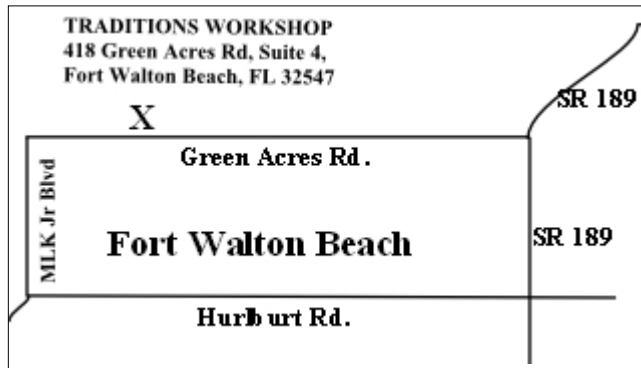 TRADITIONS WORKSHOP
418 Green Acres Rd, Suite 4,
Fort Walton Beach, FL 32547
SR 189
X
Green Acres Rd.
MLK Jr Blvd
Fort Walton Beach
SR 189
Hurlburt Rd.